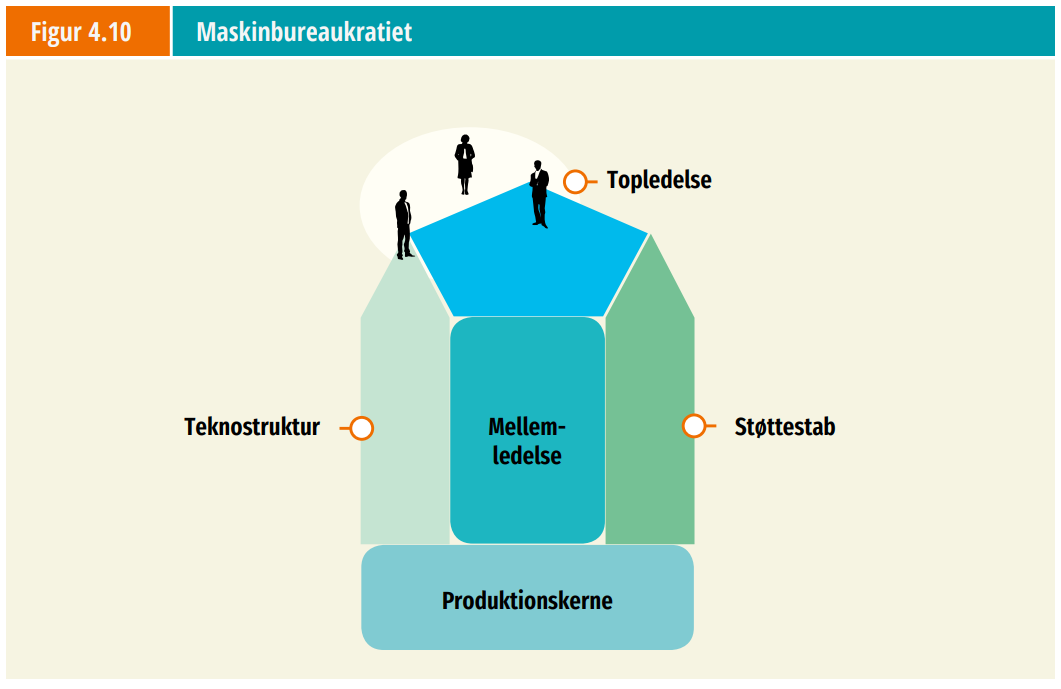 Figur 4.10
Maskinbureaukratiet
Topledelse
Teknostruktur
Mellem-
ledelse
Støttestab
Produktionskerne